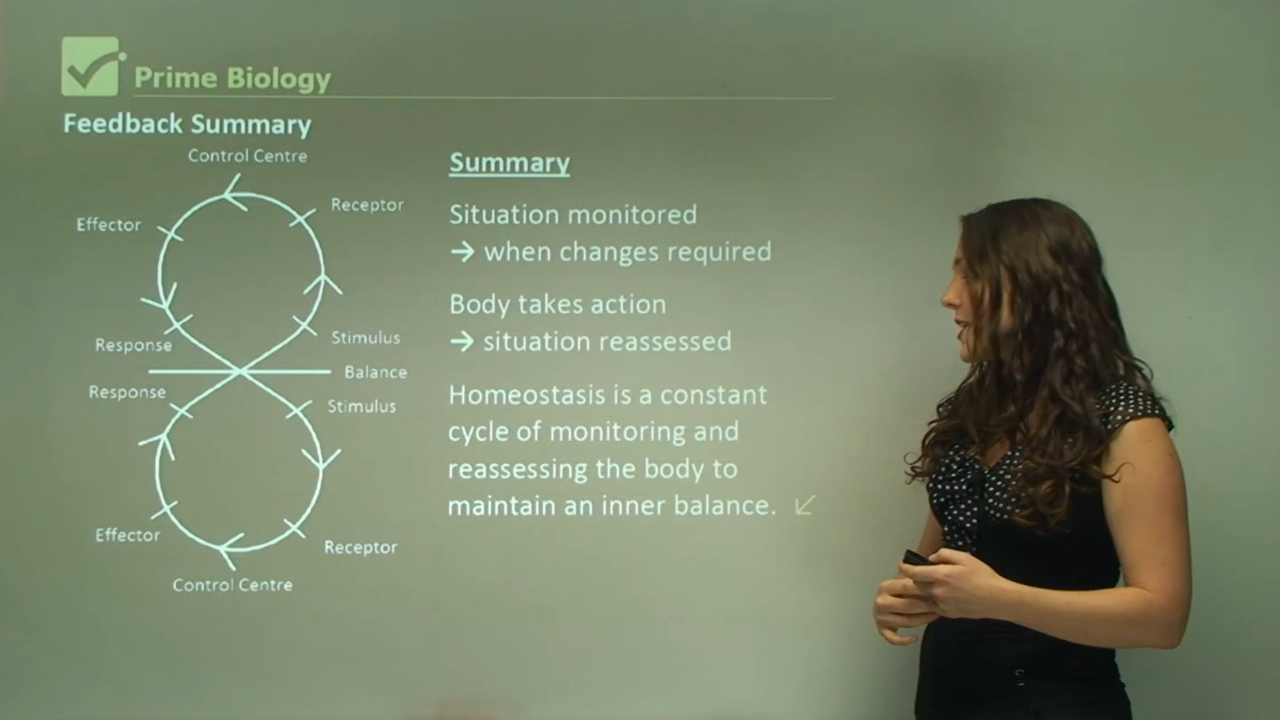 Prime Biology
Feedback Summary
Control Centre
Receptor
Effector
Stimulus
Response
Balance
Response
Stimulus
Effector
Receptor
Control Centre
Summary
Situation monitored
→ when changes required
Body takes action
→ situation reassessed
Homeostasis is a constant
cycle of monitoring and
reassessing the body to
maintain an inner balance.